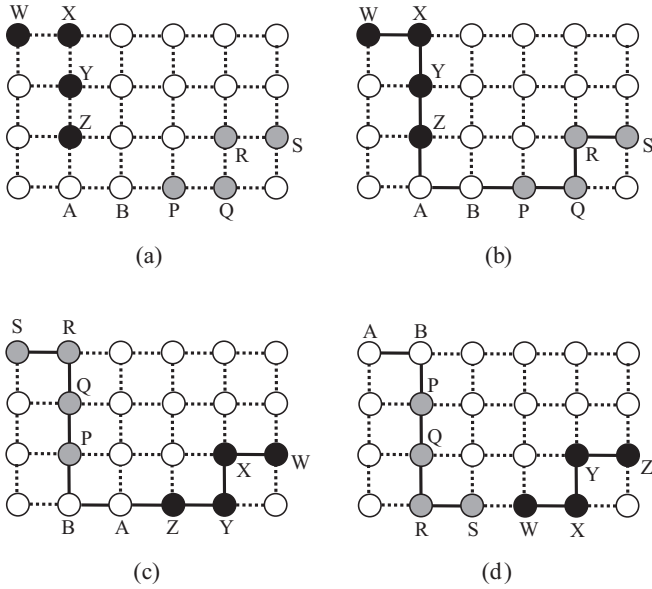 W X
Y
Z
R S
A B P Q
(a)
W X
Y
Z
R S
A B P Q
(b)
S R
Q
P
X W
B A Z Y
(c)
A B
P
Q
Y Z
R S W X
(d)